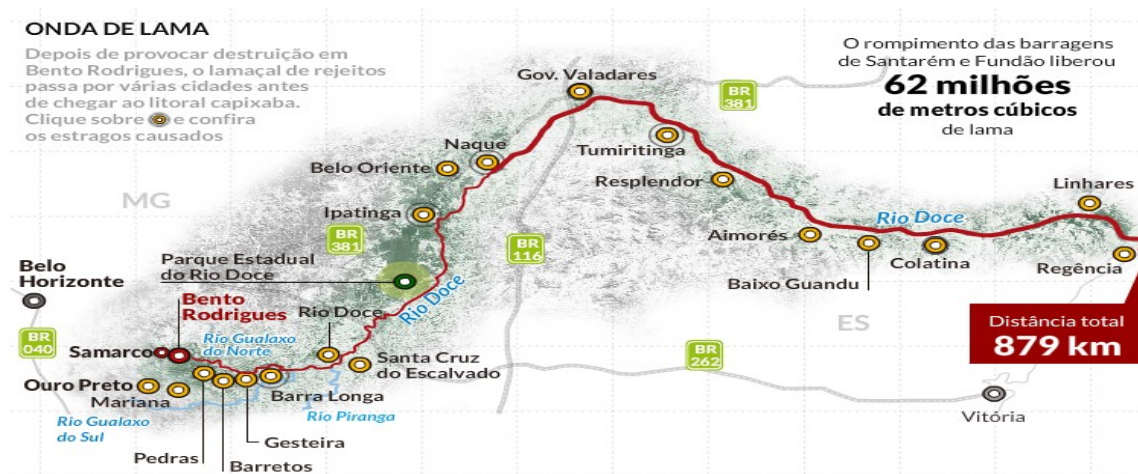 ONDA DE LAMA
Depois de provocar destruição em
Bento Rodrigues, o lamaçal de rejeitos
passa por várias cidades antes
de chegar ao litoral capixaba.
Clique sobre e confira
os estragos causados
O rompimento das barragens
de Santarém e Fundão liberou
62 milhões
de metros cúbicos
de lama
Gov. Valadares
BR
381
Naque
Tumiritinga
Belo Oriente
Resplendor
Linhares
MG
Ipatinga
Rio Doce
BR
381
BR
116
Aimorés
Parque Estadual
do Rio Doce
Baixo Guandu
Colatina
Regência
Belo
Horizonte
Rio Doce
Bento
Rodrigues
Rio Doce
ES
Distância total
879 km
Rio Gualaxo
do Norte
BR
040
Samarco
Santa Cruz
do Escalvado
BR
262
Ouro Preto
Mariana
Barra Longa
Rio Piranga
Vitória
Rio Gualaxo
do Sul
Gesteira
Pedras
Barretos